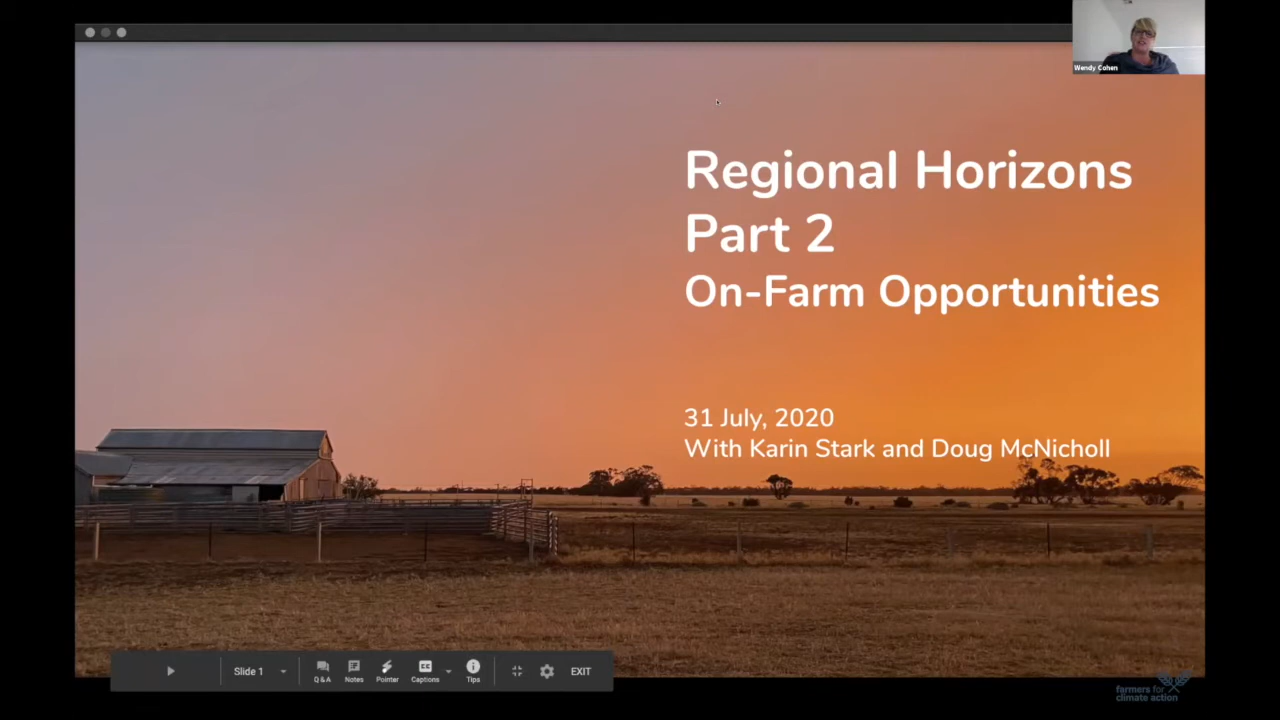 Wendy Cohen
Regional Horizons
Part 2
On-Farm Opportunities
31 July, 2020
With Karin Stark and Doug McNicholl
Slide 1
Q&A
Notes
Pointer
CC
Captions
Tips
EXIT
farmers for
climate action